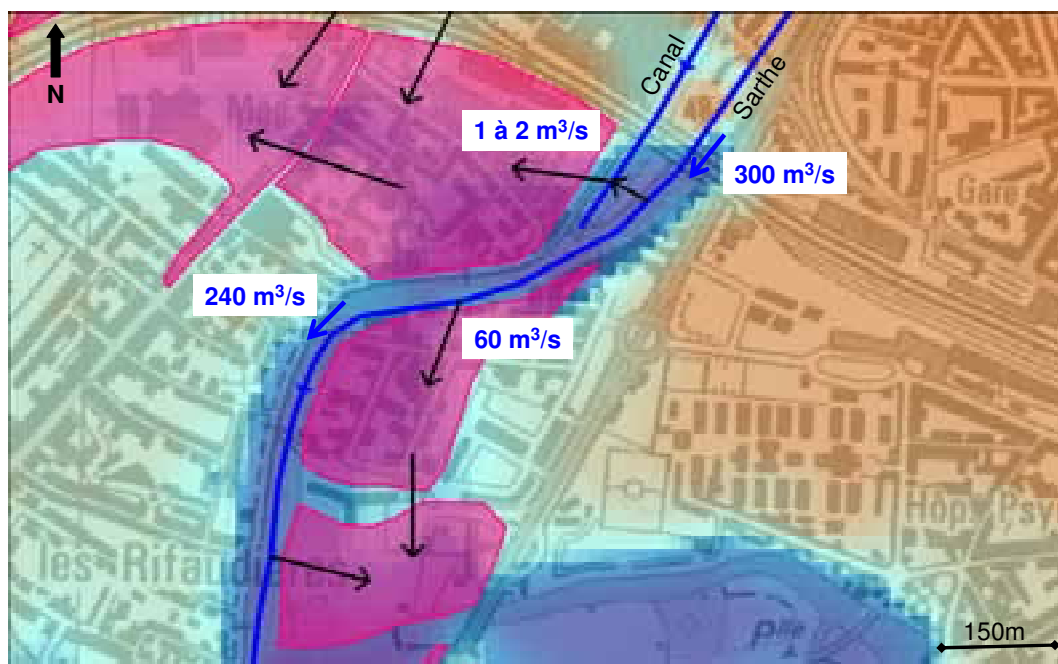 N
Canal
Sarthe
1 à 2 m³/s
300 m³/s
Gare
240 m³/s
60 m³/s
Hôp. Psy
les Rifaudières
Pile
150m